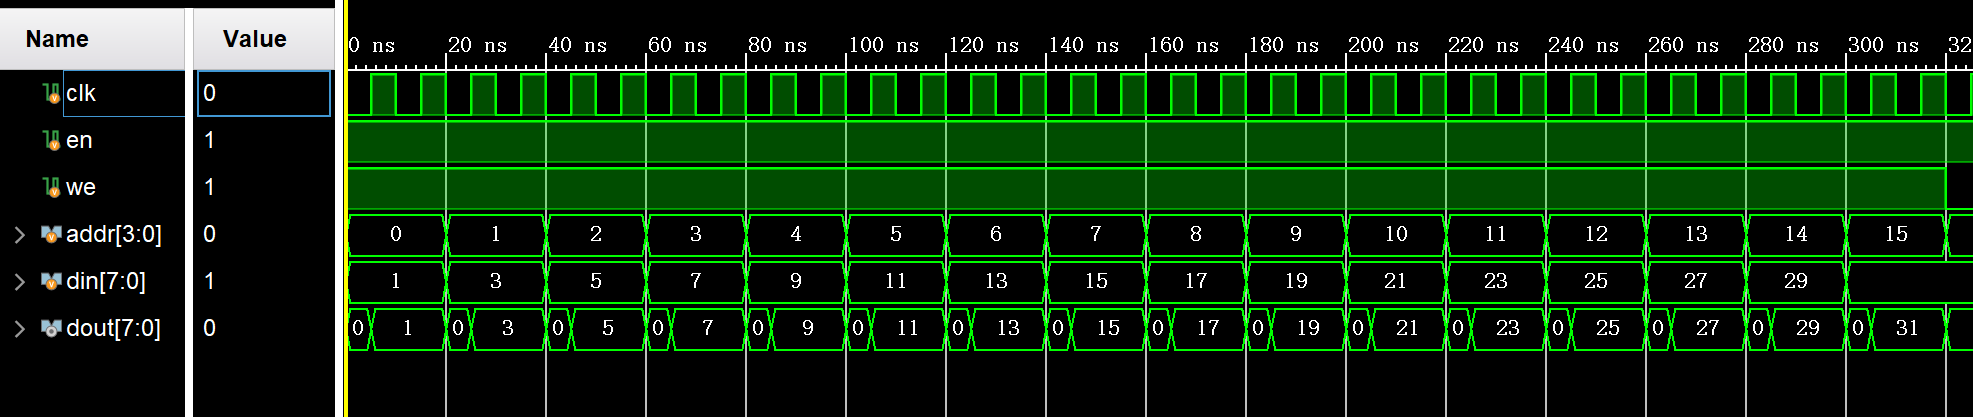 Name Value 0 ns 20 ns 40 ns 60 ns 80 ns 100 ns 120 ns 140 ns 160 ns 180 ns 200 ns 220 ns 240 ns 260 ns 280 ns 300 ns 32
clk 0
en 1
we 1
addr[3:0] 0 0 1 2 3 4 5 6 7 8 9 10 11 12 13 14 15
din[7:0] 1 1 3 5 7 9 11 13 15 17 19 21 23 25 27 29
dout[7:0] 0 0 1 0 3 0 5 0 7 0 9 0 11 0 13 0 15 0 17 0 19 0 21 0 23 0 25 0 27 0 29 0 31